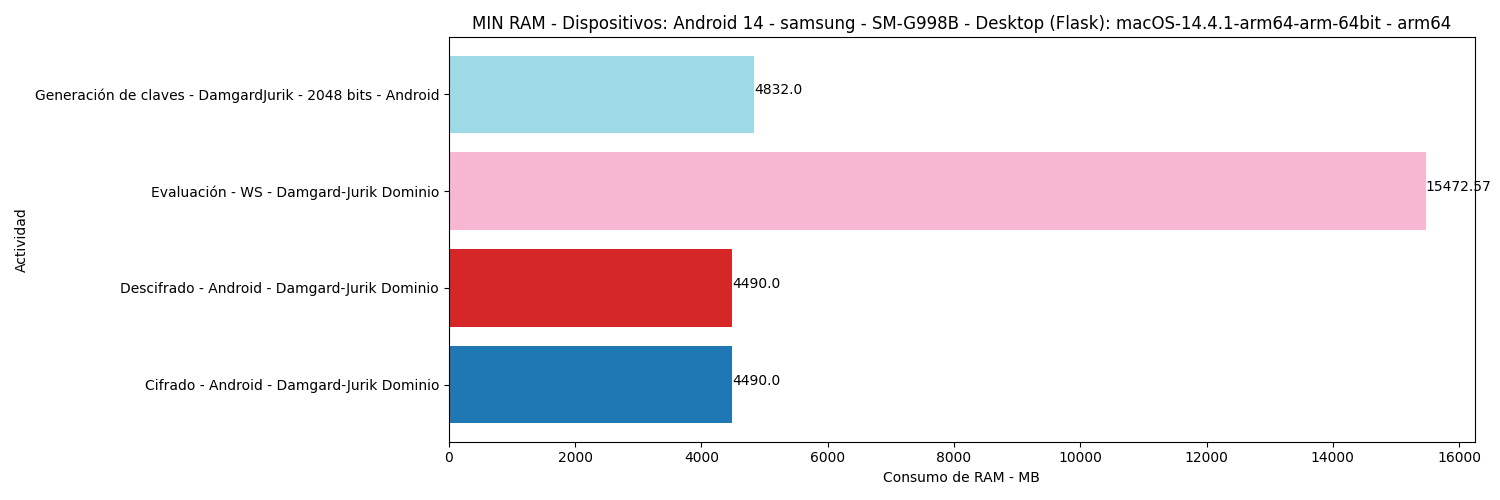 MIN RAM - Dispositivos: Android 14 - samsung - SM-G998B - Desktop (Flask): macOS-14.4.1-arm64-arm-64bit - arm64
Generación de claves - DamgardJurik - 2048 bits - Android
4832.0
Evaluación - WS - Damgard-Jurik Dominio
15472.57
Descifrado - Android - Damgard-Jurik Dominio
4490.0
Cifrado - Android - Damgard-Jurik Dominio
4490.0
Actividad
0 2000 4000 6000 8000 10000 12000 14000 16000
Consumo de RAM - MB